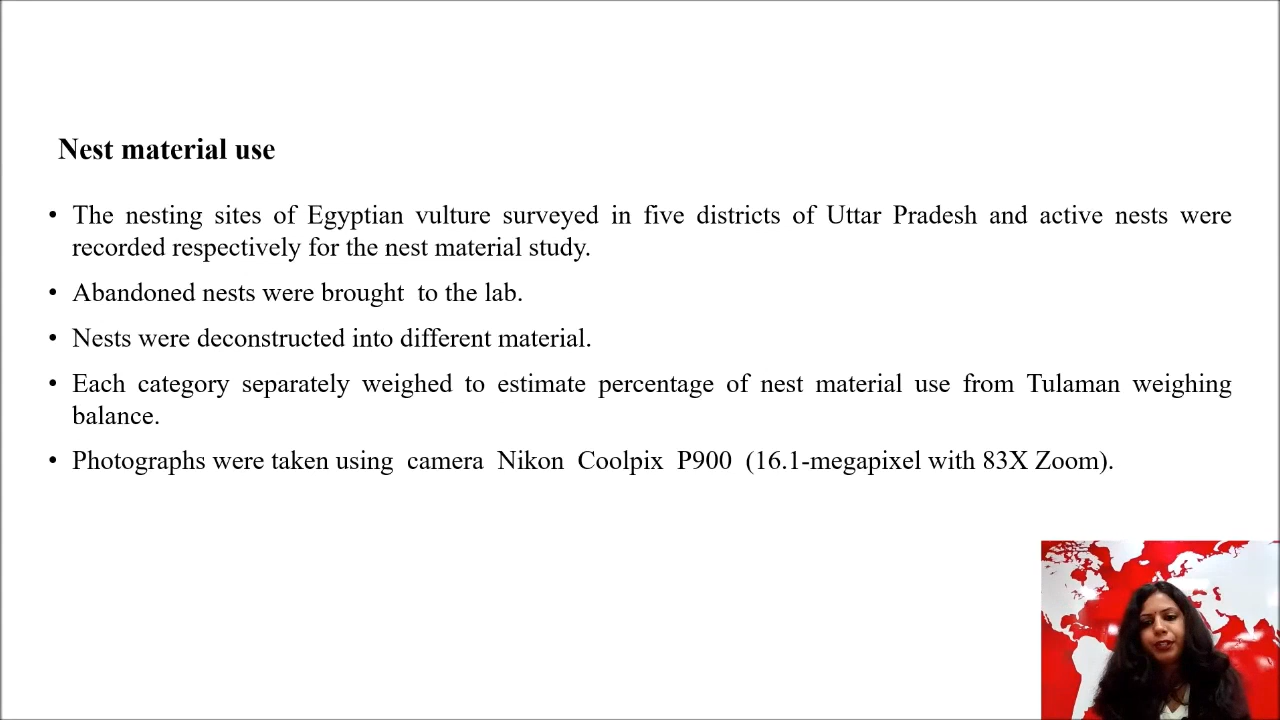 Nest material use
• The nesting sites of Egyptian vulture surveyed in five districts of Uttar Pradesh and active nests were
recorded respectively for the nest material study.
• Abandoned nests were brought  to the lab.
• Nests were deconstructed into different material.
• Each category separately weighed to estimate percentage of nest material use from Tulaman weighing
balance.
• Photographs were taken using  camera  Nikon  Coolpix  P900  (16.1-megapixel with 83X Zoom).